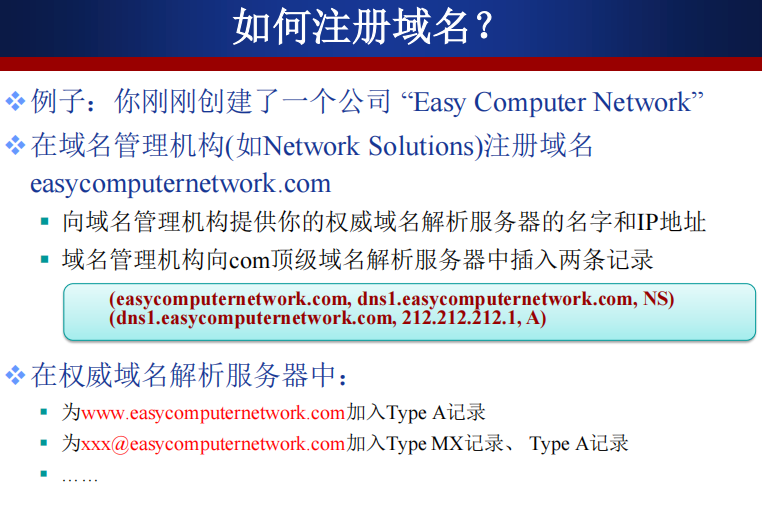 如何注册域名？
例子：你刚刚创建了一个公司 “Easy Computer Network”
在域名管理机构(如Network Solutions)注册域名
easycomputernetwork.com
向域名管理机构提供你的权威域名解析服务器的名字和IP地址
域名管理机构向com顶级域名解析服务器中插入两条记录
(easycomputernetwork.com, dns1.easycomputernetwork.com, NS)
(dns1.easycomputernetwork.com, 212.212.212.1, A)
在权威域名解析服务器中：
为www.easycomputernetwork.com加入Type A记录
为xxx@easycomputernetwork.com加入Type MX记录、 Type A记录
……